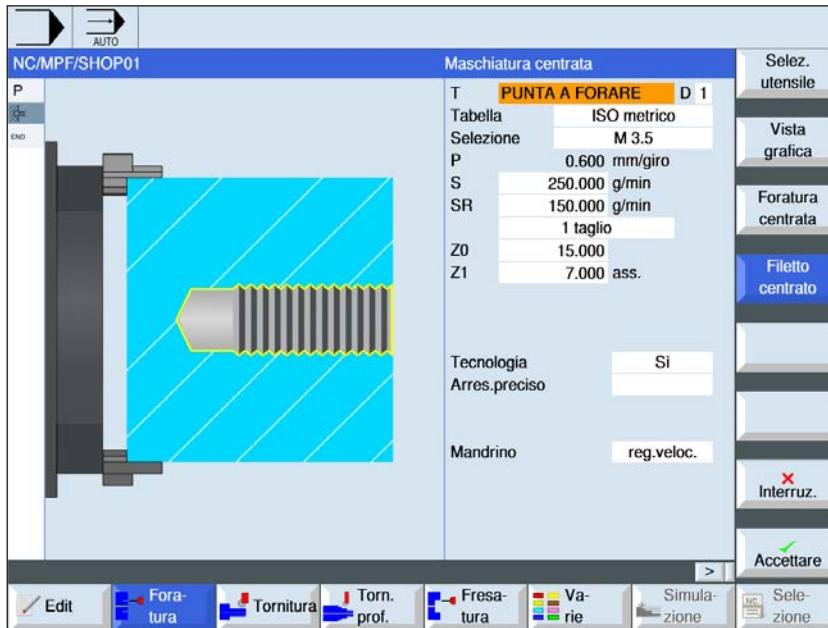 AUTO
NC/MPF/SHOP01
Maschiatura centrata
P
END
T PUNTA A FORARE D 1
Tabella ISO metrico
Selezione M 3.5
P 0.600 mm/giro
S 250.000 g/min
SR 150.000 g/min
1 taglio
Z0 15.000
Z1 7.000 ass.
Tecnologia Sì
Arres.preciso
Mandrino reg.veloc.
Selez.
utensile
Vista
grafica
Foratura
centrata
Filetto
centrato
Interruz.
Accettare
>
Edit
Fora-
tura
Tornitura
Torn.
prof.
Fresa-
tura
Va-
rie
Simula-
zione
NC
Sele-
zione